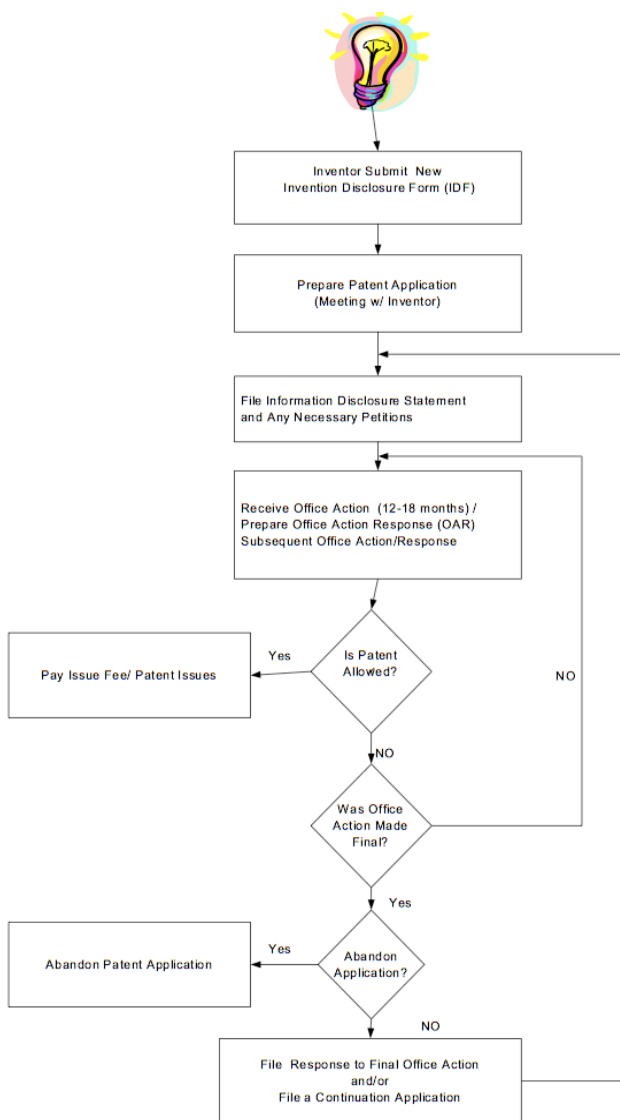 Inventor Submit New
Invention Disclosure Form (IDF)
Prepare Patent Application
(Meeting w/ Inventor)
File Information Disclosure Statement
and Any Necessary Petitions
Receive Office Action (12-18 months) /
Prepare Office Action Response (OAR)
Subsequent Office Action/Response
Is Patent
Allowed?
Yes
Pay Issue Fee/ Patent Issues
NO
NO
Was Office
Action Made
Final?
Yes
Abandon
Application?
Yes
Abandon Patent Application
NO
File Response to Final Office Action
and/or
File a Continuation Application